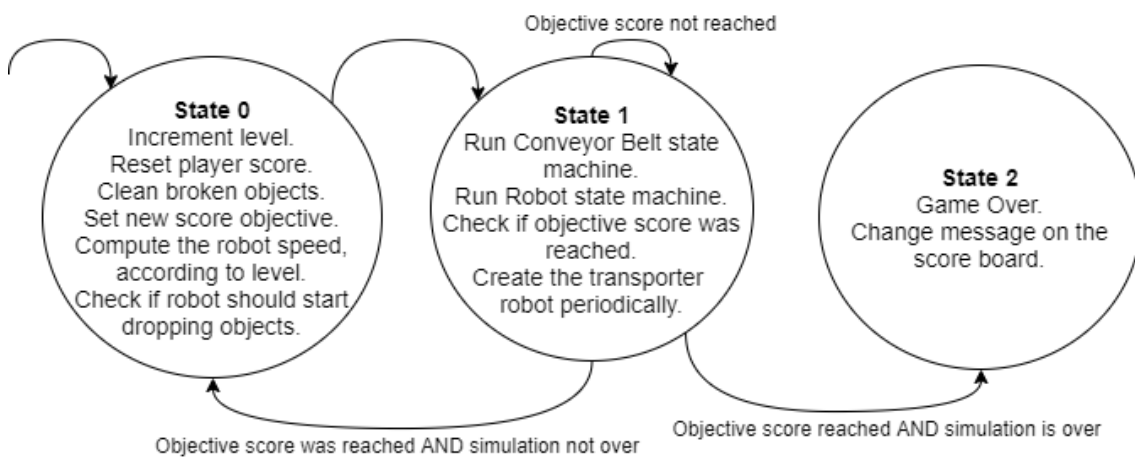 Objective score not reached
State 0
Increment level.
Reset player score.
Clean broken objects.
Set new score objective.
Compute the robot speed,
according to level.
Check if robot should start
dropping objects.
State 1
Run Conveyor Belt state
machine.
Run Robot state machine.
Check if objective score was
reached.
Create the transporter
robot periodically.
State 2
Game Over.
Change message on the
score board.
Objective score was reached AND simulation not over
Objective score reached AND simulation is over